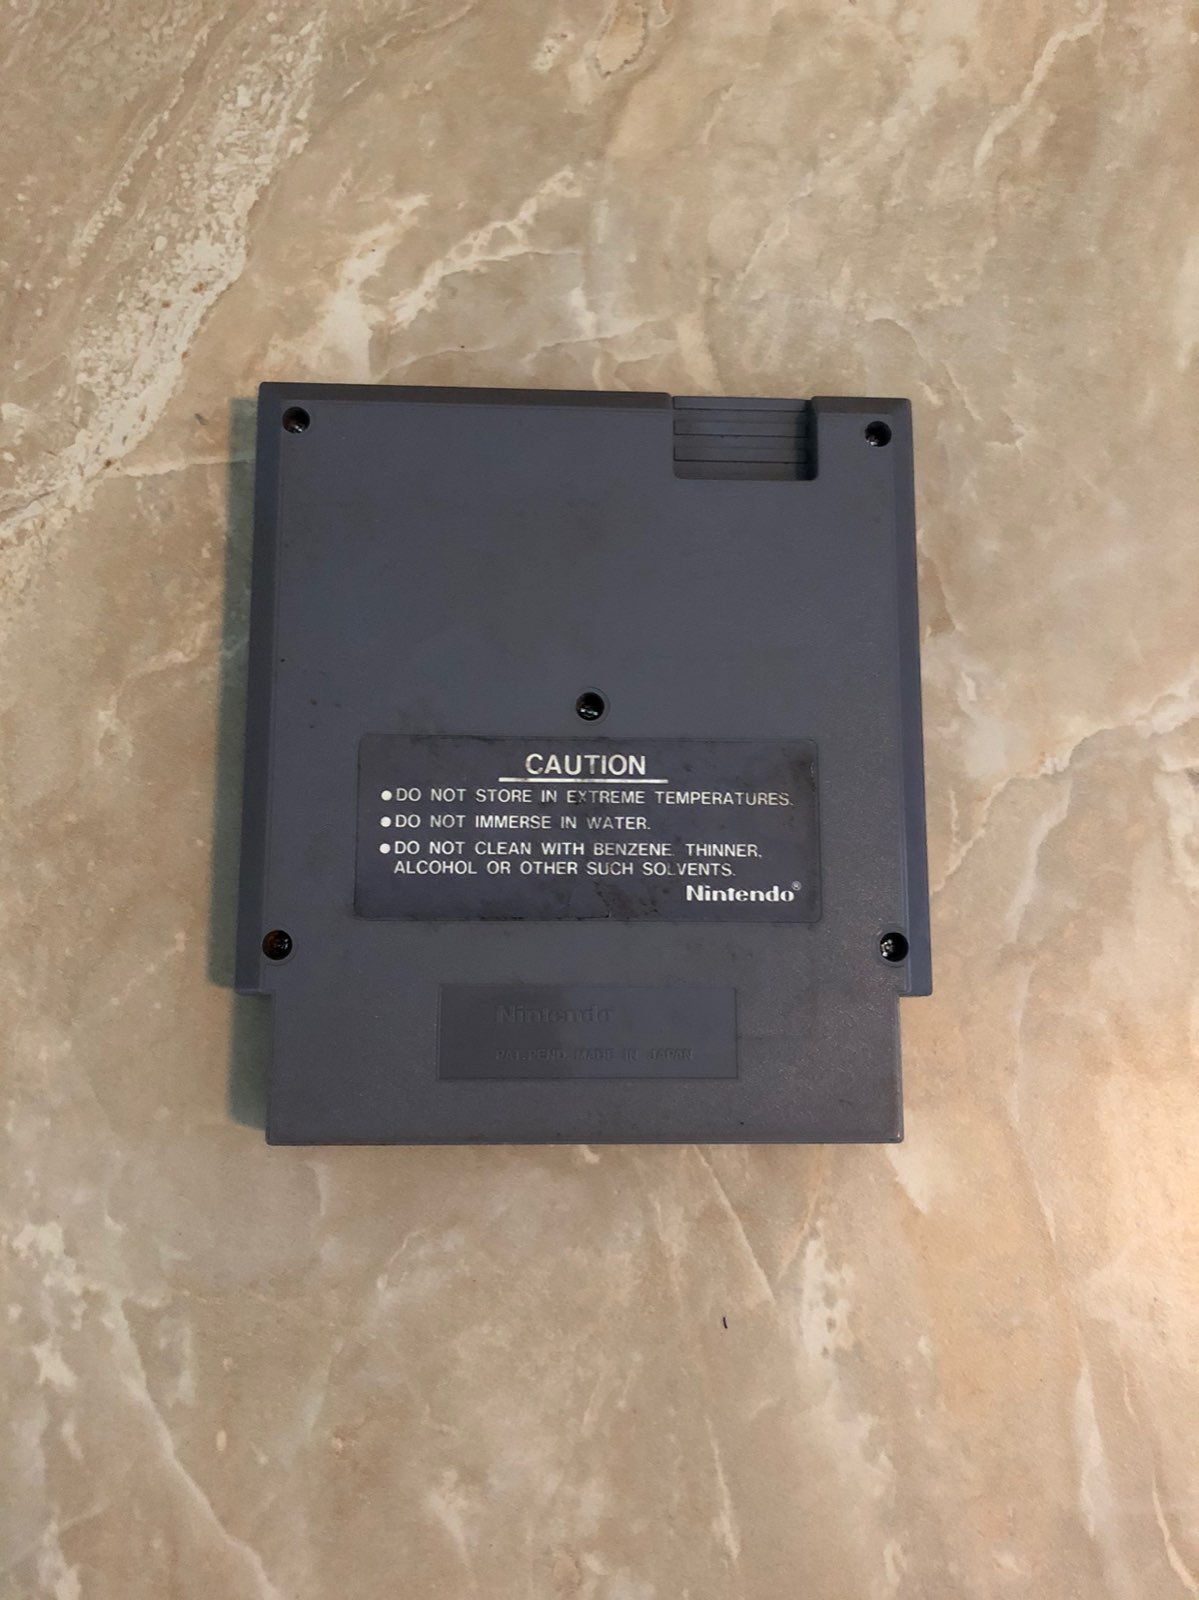 CAUTION
●DO NOT STORE IN EXTREME TEMPERATURES.
●DO NOT IMMERSE IN WATER.
●DO NOT CLEAN WITH BENZENE, THINNER,
ALCOHOL OR OTHER SUCH SOLVENTS.
Nintendo®
Nintendo
PAT.PEND. MADE IN JAPAN